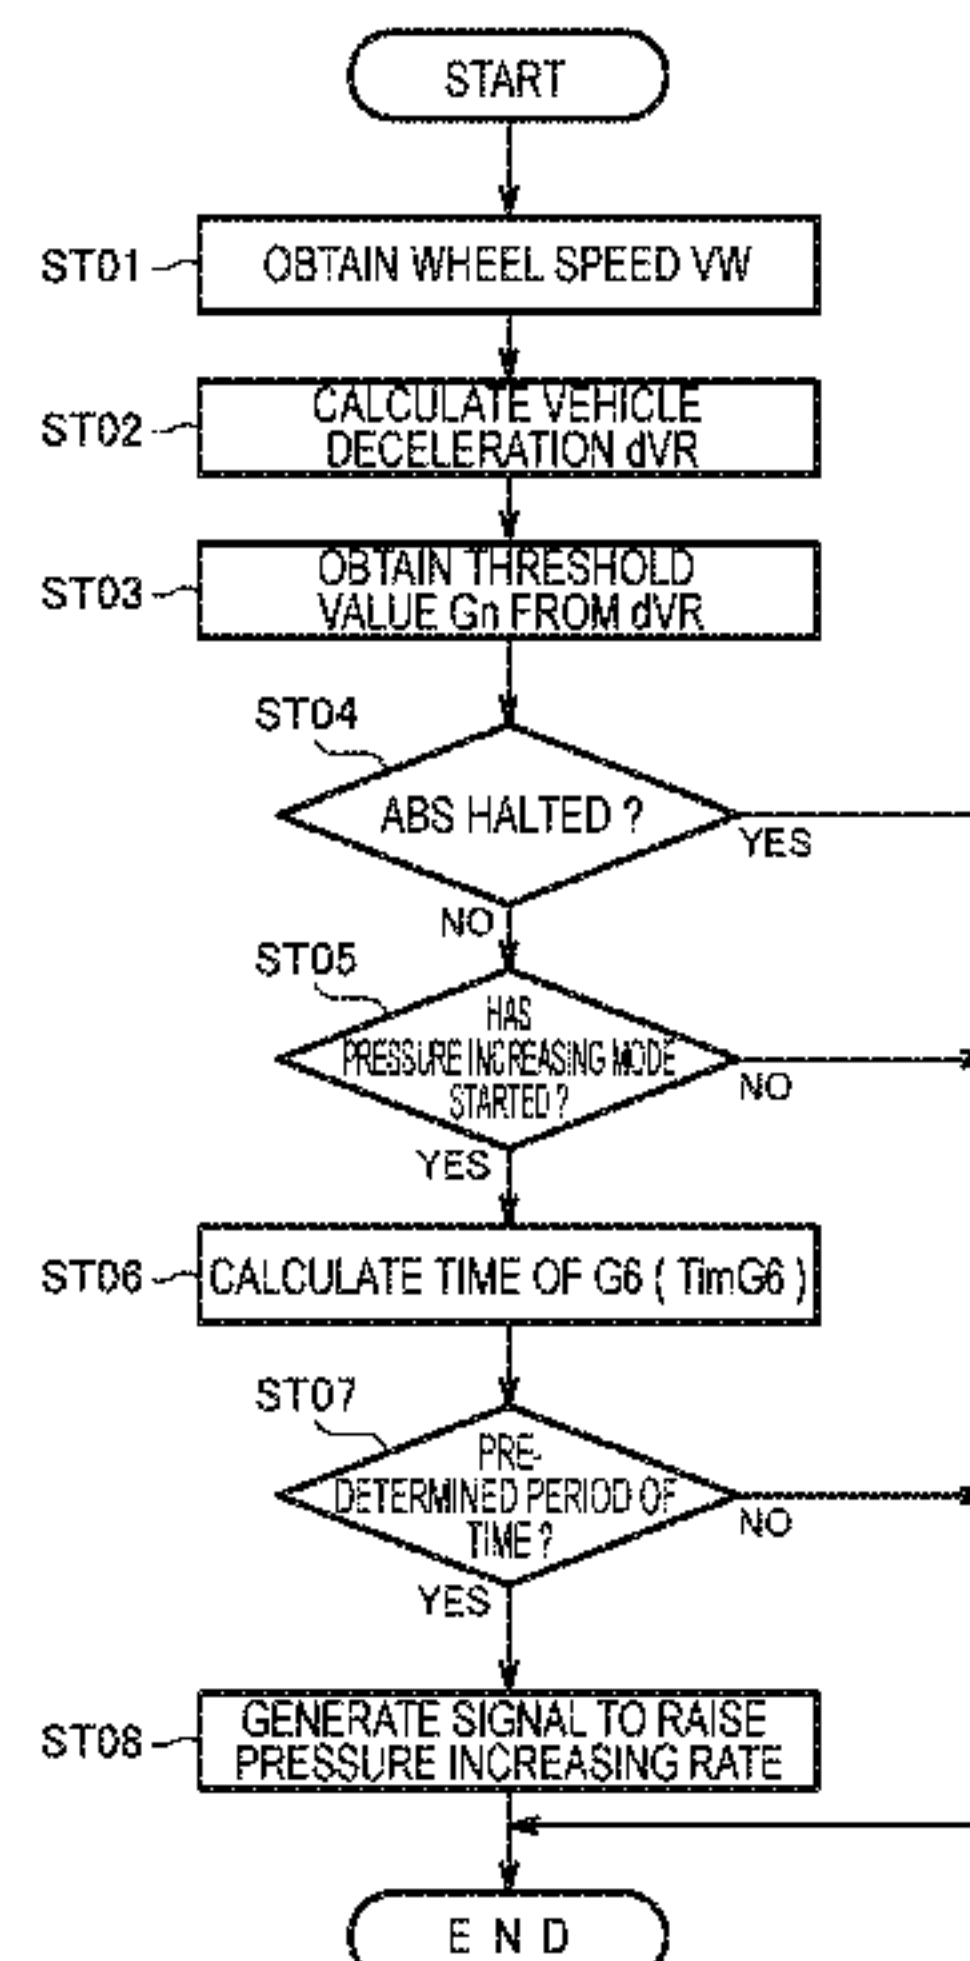 START
ST01
OBTAIN WHEEL SPEED VW
ST02
CALCULATE VEHICLE
DECELERATION dVR
ST03
OBTAIN THRESHOLD
VALUE Gn FROM dVR
ST04
ABS HALTED ?
YES
NO
ST05
HAS
PRESSURE INCREASING MODE
STARTED ?
NO
YES
ST06
CALCULATE TIME OF G6 ( TimG6 )
ST07
PRE-
DETERMINED PERIOD OF
TIME ?
NO
YES
ST08
GENERATE SIGNAL TO RAISE
PRESSURE INCREASING RATE
E N D